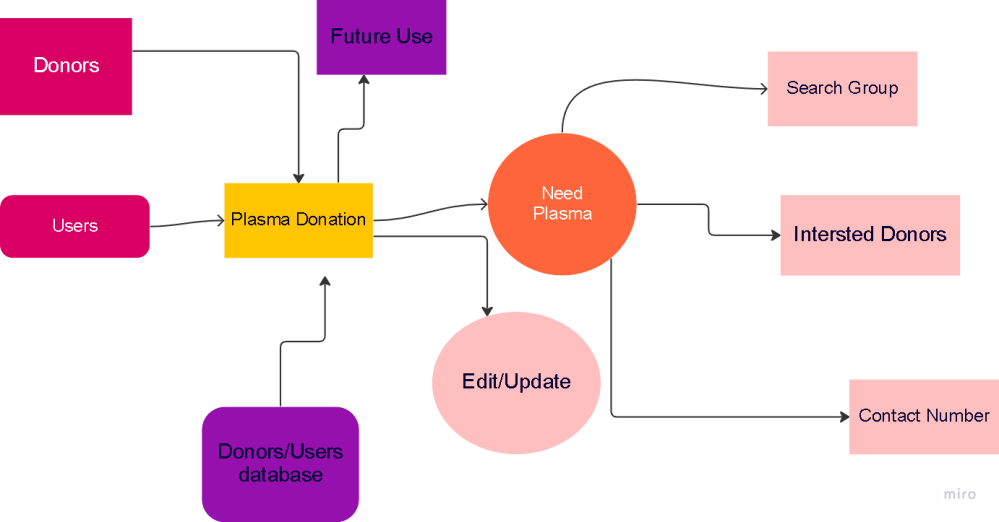 Donors
Future Use
Search Group
Users
Plasma Donation
Need
Plasma
Intersted Donors
Edit/Update
Contact Number
Donors/Users
database
miro